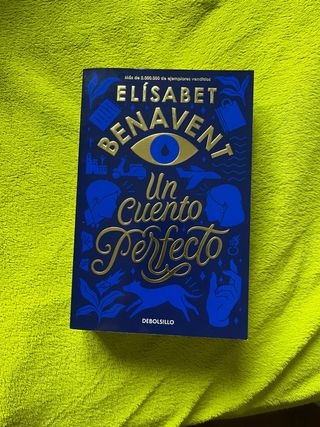 Más de 3.000.000 de ejemplares vendidos
ELÍSABET
BENAVENT
Un
Cuento
Perfecto
DEBOLSILLO